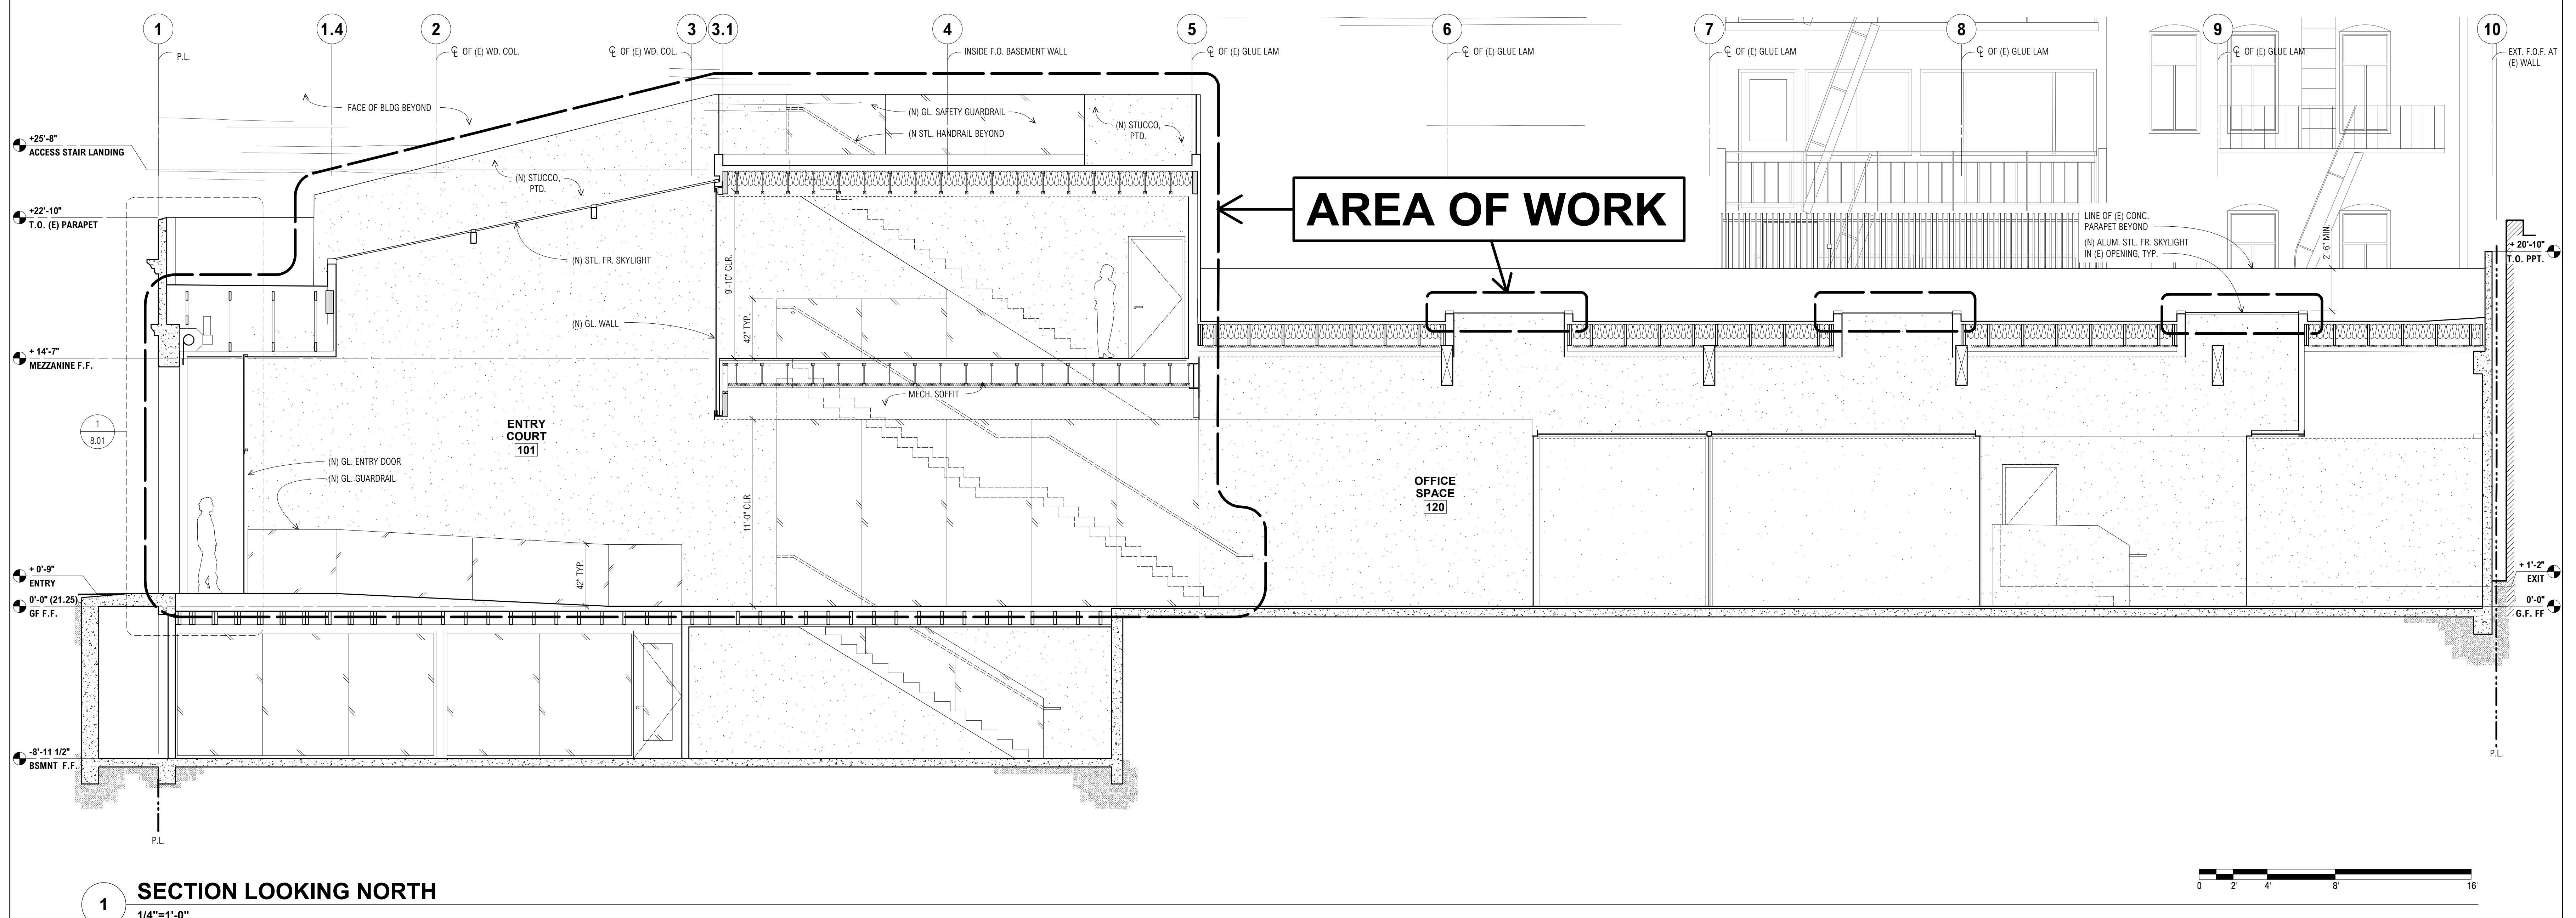 1
1.4
2
3
3.1
4
5
6
7
8
9
10
P.L.
℄ OF (E) WD. COL.
℄ OF (E) WD. COL.
INSIDE F.O. BASEMENT WALL
℄ OF (E) GLUE LAM
℄ OF (E) GLUE LAM
℄ OF (E) GLUE LAM
℄ OF (E) GLUE LAM
℄ OF (E) GLUE LAM
EXT. F.O.F. AT
(E) WALL
FACE OF BLDG BEYOND
(N) GL. SAFETY GUARDRAIL
(N STL. HANDRAIL BEYOND
(N) STUCCO,
PTD.
+25'-8"
ACCESS STAIR LANDING
(N) STUCCO,
PTD.
AREA OF WORK
+22'-10"
T.O. (E) PARAPET
LINE OF (E) CONC.
PARAPET BEYOND
(N) ALUM. STL. FR. SKYLIGHT
IN (E) OPENING, TYP.
2'-6" MIN.
+ 20'-10"
T.O. PPT.
(N) STL. FR. SKYLIGHT
9'-10" CLR.
(N) GL. WALL
42" TYP.
+ 14'-7"
MEZZANINE F.F.
MECH. SOFFIT
1
8.01
ENTRY
COURT
101
(N) GL. ENTRY DOOR
(N) GL. GUARDRAIL
11'-0" CLR.
OFFICE
SPACE
120
42" TYP.
+ 0'-9"
ENTRY
0'-0" (21.25)
GF F.F.
+ 1'-2"
EXIT
0'-0"
G.F. FF
-8'-11 1/2"
BSMNT F.F.
P.L.
P.L.
1
SECTION LOOKING NORTH
1/4"=1'-0"
0 2' 4' 8' 16'